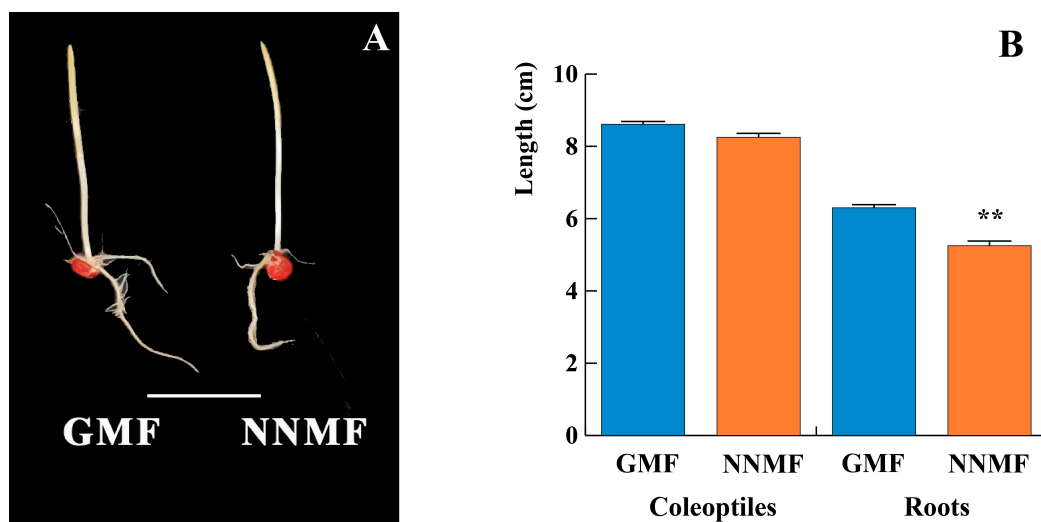 A
GMF NNMF
B
Length (cm)
10
8
6
4
2
0
**
GMF NNMF GMF NNMF
Coleoptiles Roots